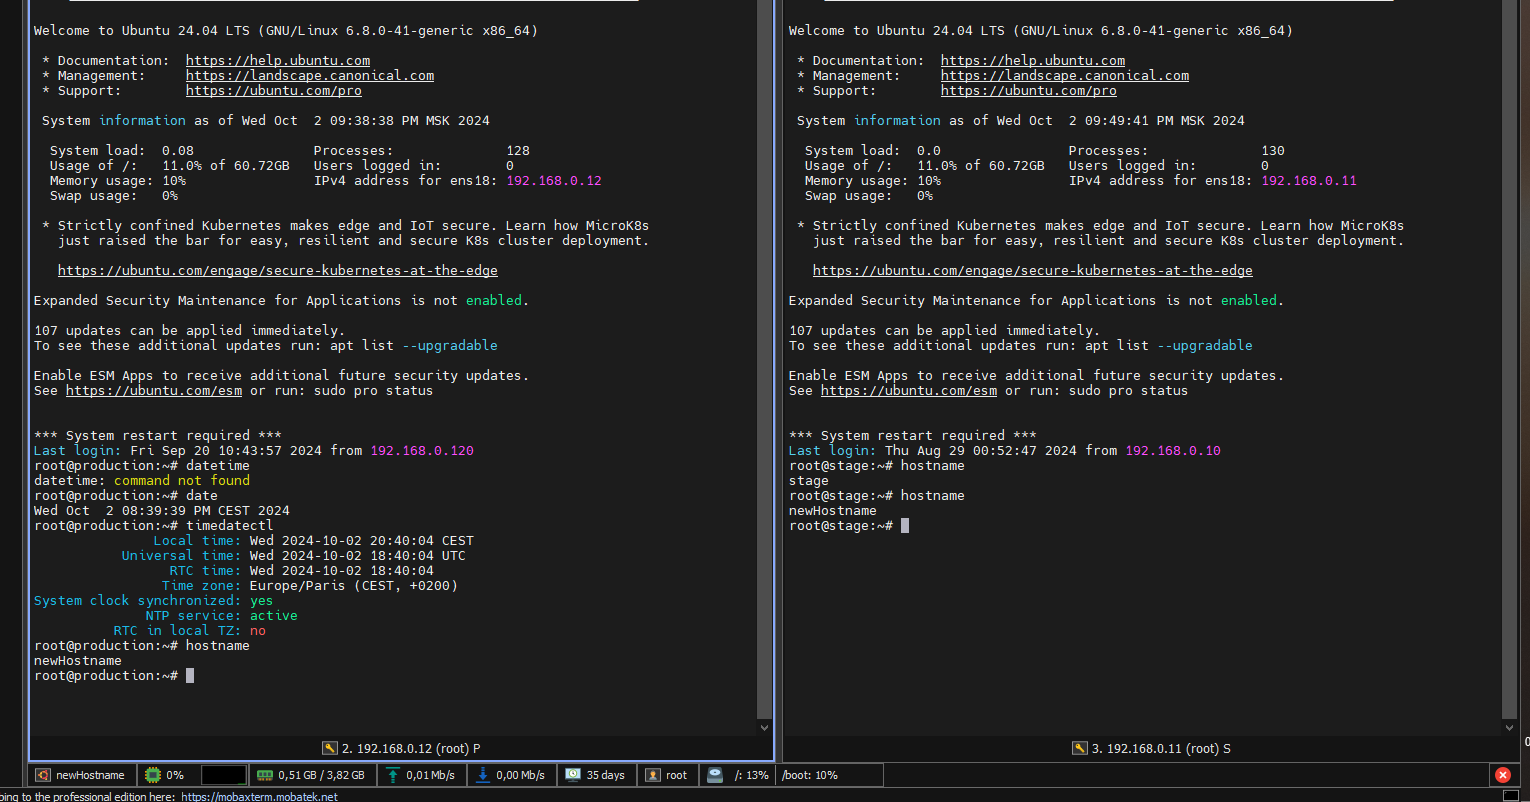 Welcome to Ubuntu 24.04 LTS (GNU/Linux 6.8.0-41-generic x86_64)
* Documentation:  https://help.ubuntu.com
* Management:     https://landscape.canonical.com
* Support:        https://ubuntu.com/pro
System information as of Wed Oct  2 09:38:38 PM MSK 2024
System load:  0.08               Processes:              128
Usage of /:   11.0% of 60.72GB   Users logged in:        0
Memory usage: 10%                IPv4 address for ens18: 192.168.0.12
Swap usage:   0%
* Strictly confined Kubernetes makes edge and IoT secure. Learn how MicroK8s
just raised the bar for easy, resilient and secure K8s cluster deployment.
https://ubuntu.com/engage/secure-kubernetes-at-the-edge
Expanded Security Maintenance for Applications is not enabled.
107 updates can be applied immediately.
To see these additional updates run: apt list --upgradable
Enable ESM Apps to receive additional future security updates.
See https://ubuntu.com/esm or run: sudo pro status
*** System restart required ***
Last login: Fri Sep 20 10:43:57 2024 from 192.168.0.120
root@production:~# datetime
datetime: command not found
root@production:~# date
Wed Oct  2 08:39:39 PM CEST 2024
root@production:~# timedatectl
Local time: Wed 2024-10-02 20:40:04 CEST
Universal time: Wed 2024-10-02 18:40:04 UTC
RTC time: Wed 2024-10-02 18:40:04
Time zone: Europe/Paris (CEST, +0200)
System clock synchronized: yes
NTP service: active
RTC in local TZ: no
root@production:~# hostname
newHostname
root@production:~#
2. 192.168.0.12 (root) P
Welcome to Ubuntu 24.04 LTS (GNU/Linux 6.8.0-41-generic x86_64)
* Documentation:  https://help.ubuntu.com
* Management:     https://landscape.canonical.com
* Support:        https://ubuntu.com/pro
System information as of Wed Oct  2 09:49:41 PM MSK 2024
System load:  0.0                Processes:              130
Usage of /:   11.0% of 60.72GB   Users logged in:        0
Memory usage: 10%                IPv4 address for ens18: 192.168.0.11
Swap usage:   0%
* Strictly confined Kubernetes makes edge and IoT secure. Learn how MicroK8s
just raised the bar for easy, resilient and secure K8s cluster deployment.
https://ubuntu.com/engage/secure-kubernetes-at-the-edge
Expanded Security Maintenance for Applications is not enabled.
107 updates can be applied immediately.
To see these additional updates run: apt list --upgradable
Enable ESM Apps to receive additional future security updates.
See https://ubuntu.com/esm or run: sudo pro status
*** System restart required ***
Last login: Thu Aug 29 00:52:47 2024 from 192.168.0.10
root@stage:~# hostname
stage
root@stage:~# hostname
newHostname
root@stage:~#
3. 192.168.0.11 (root) S
newHostname 0% 0,51 GB / 3,82 GB 0,01 Mb/s 0,00 Mb/s 35 days root /: 13% /boot: 10%
to the professional edition here: https://mobaxterm.mobatek.net